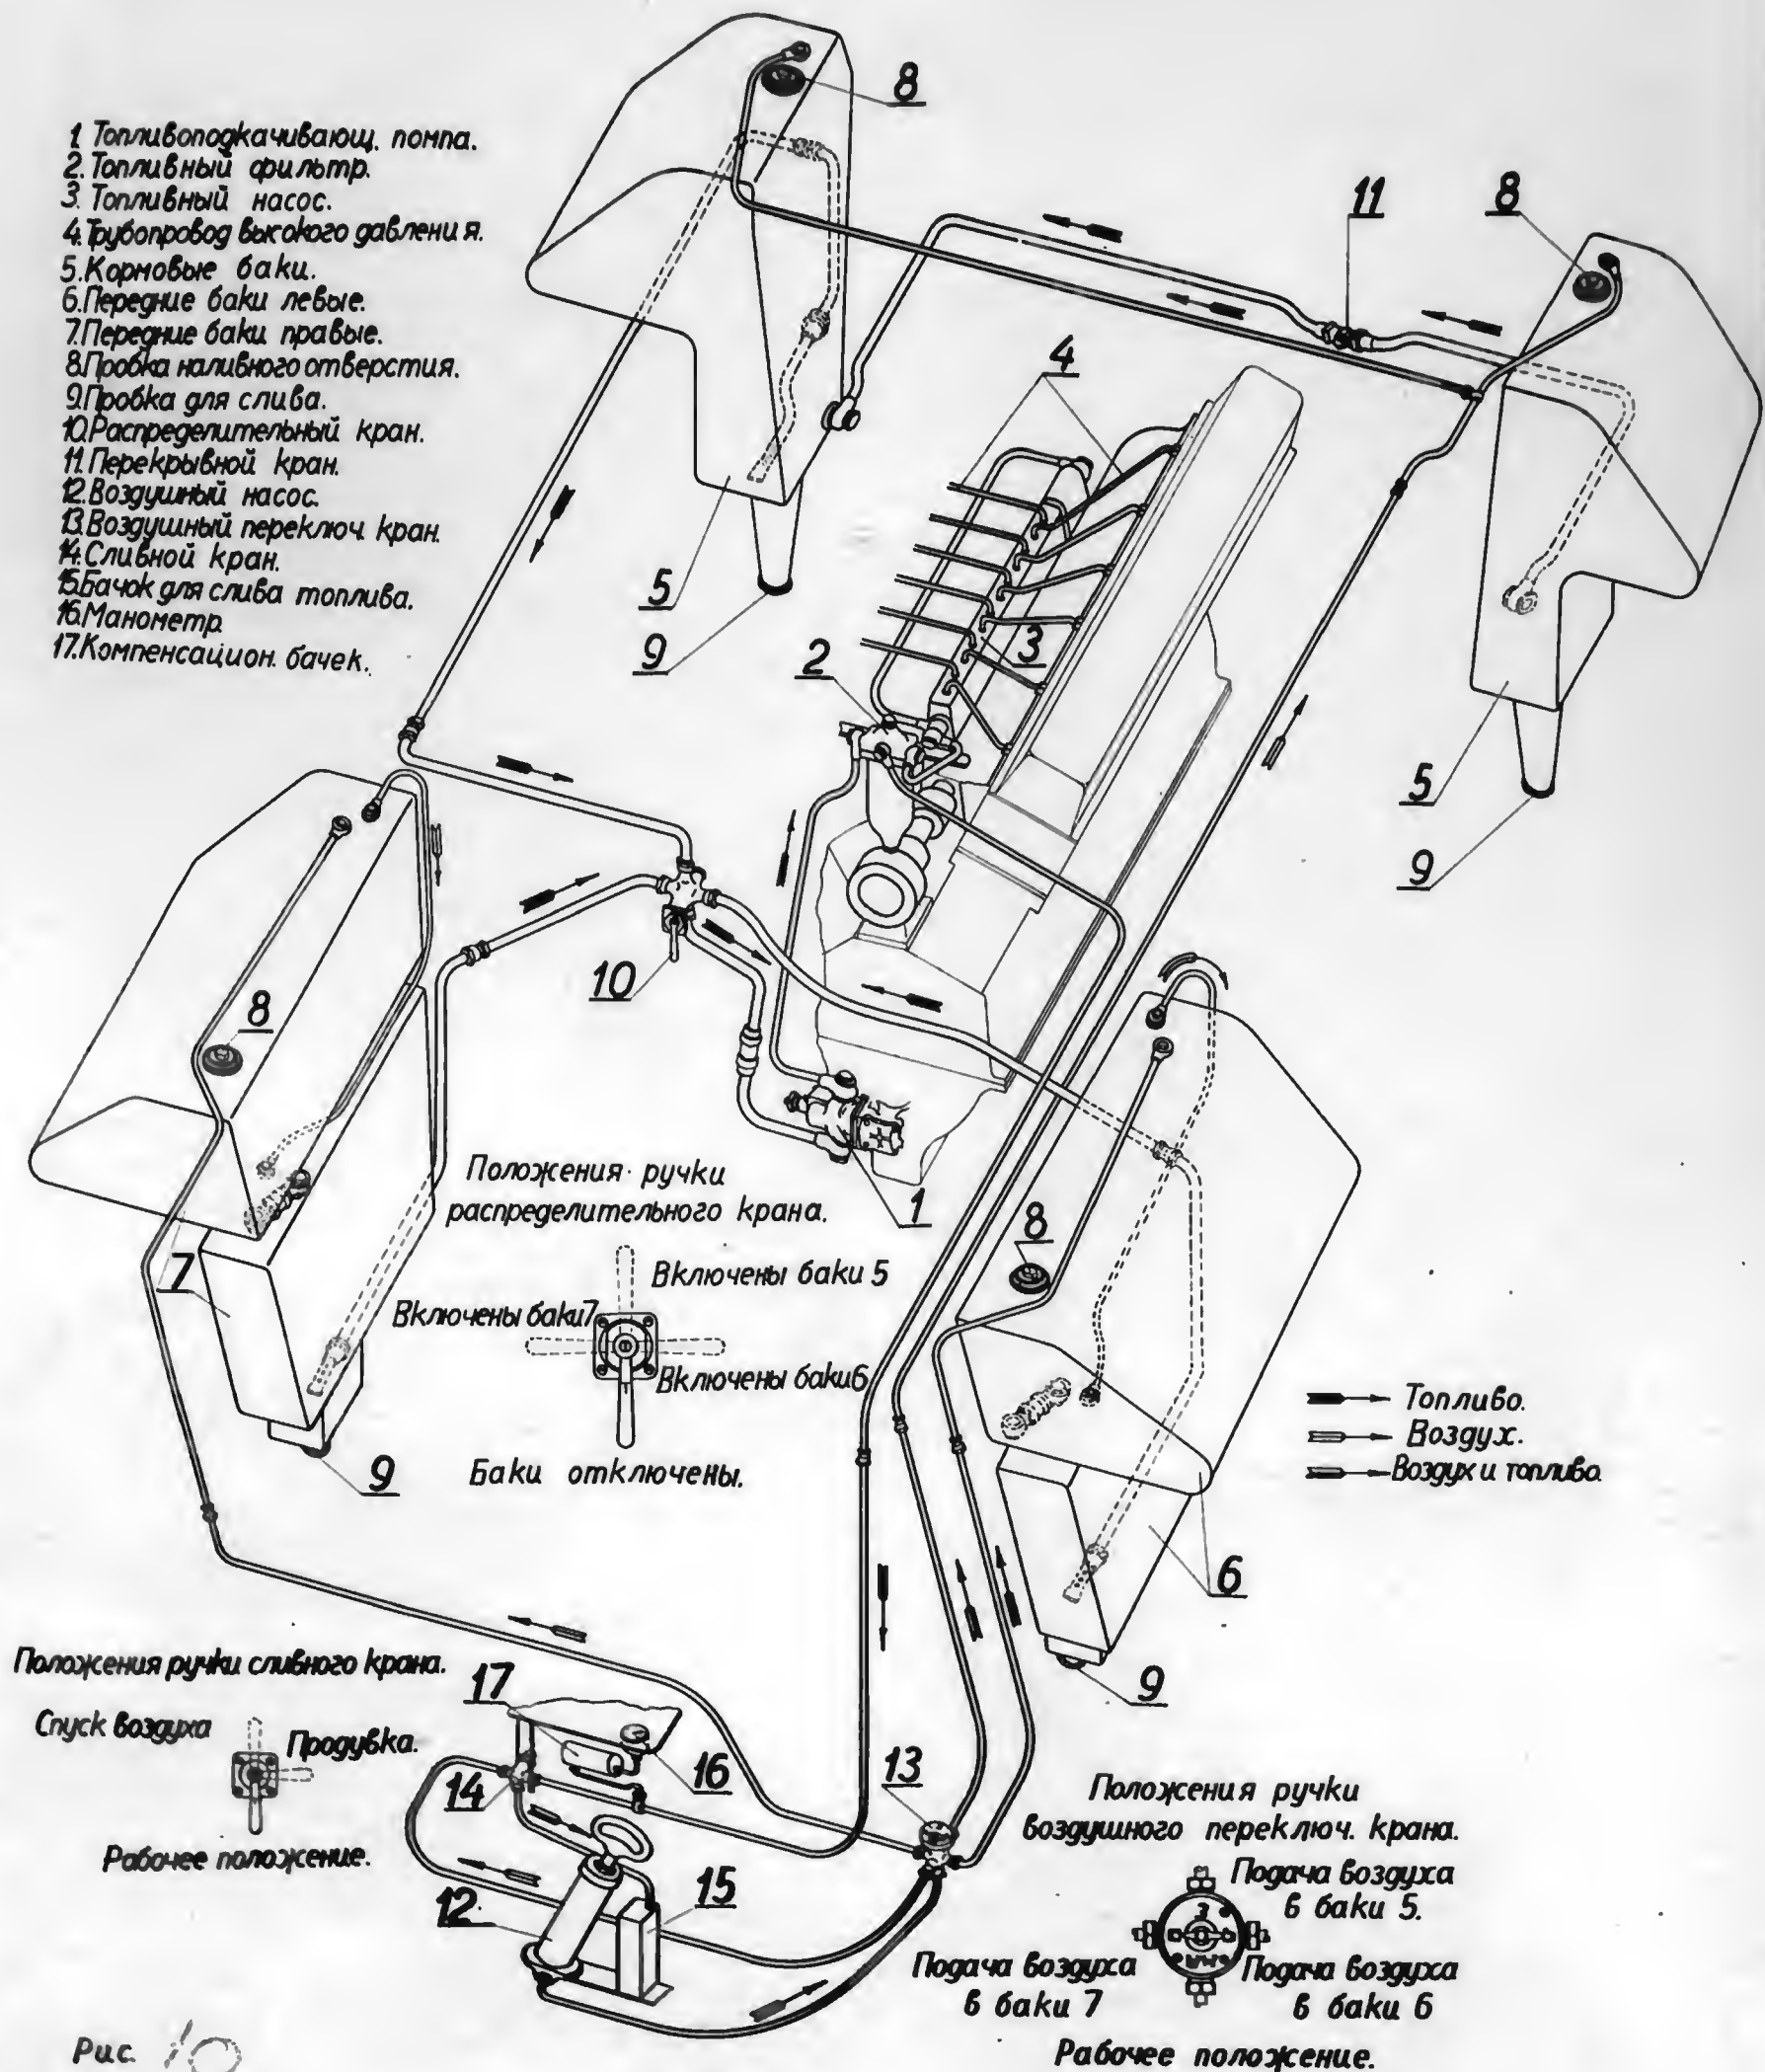 1. Топливоподкачивающ. помпа.
2. Топливный фильтр.
3. Топливный насос.
4. Трубопровод высокого давления.
5. Кормовые баки.
6. Передние баки левые.
7. Передние баки правые.
8. Пробка наливного отверстия.
9. Пробка для слива.
10. Распределительный кран.
11. Перекрывной кран.
12. Воздушный насос.
13. Воздушный переключ. кран.
14. Сливной кран.
15. Бачок для слива топлива.
16. Манометр
17. Компенсацион. бачек.
8
11
8
4
5
9
3
2
5
9
10
8
7
9
1
8
6
9
Положения ручки
распределительного крана.
Включены баки 5
Включены баки 7
Включены баки 6
Баки отключены.
Топливо.
Воздух.
Воздух и топливо.
Положения ручки сливного крана.
Спуск воздуха
Продувка.
Рабочее положение.
17
16
14
13
12
15
Положения ручки
воздушного переключ. крана.
Подача воздуха
в баки 5.
3
Подача воздуха
в баки 7
Подача воздуха
в баки 6
Рабочее положение.
Рис. 10